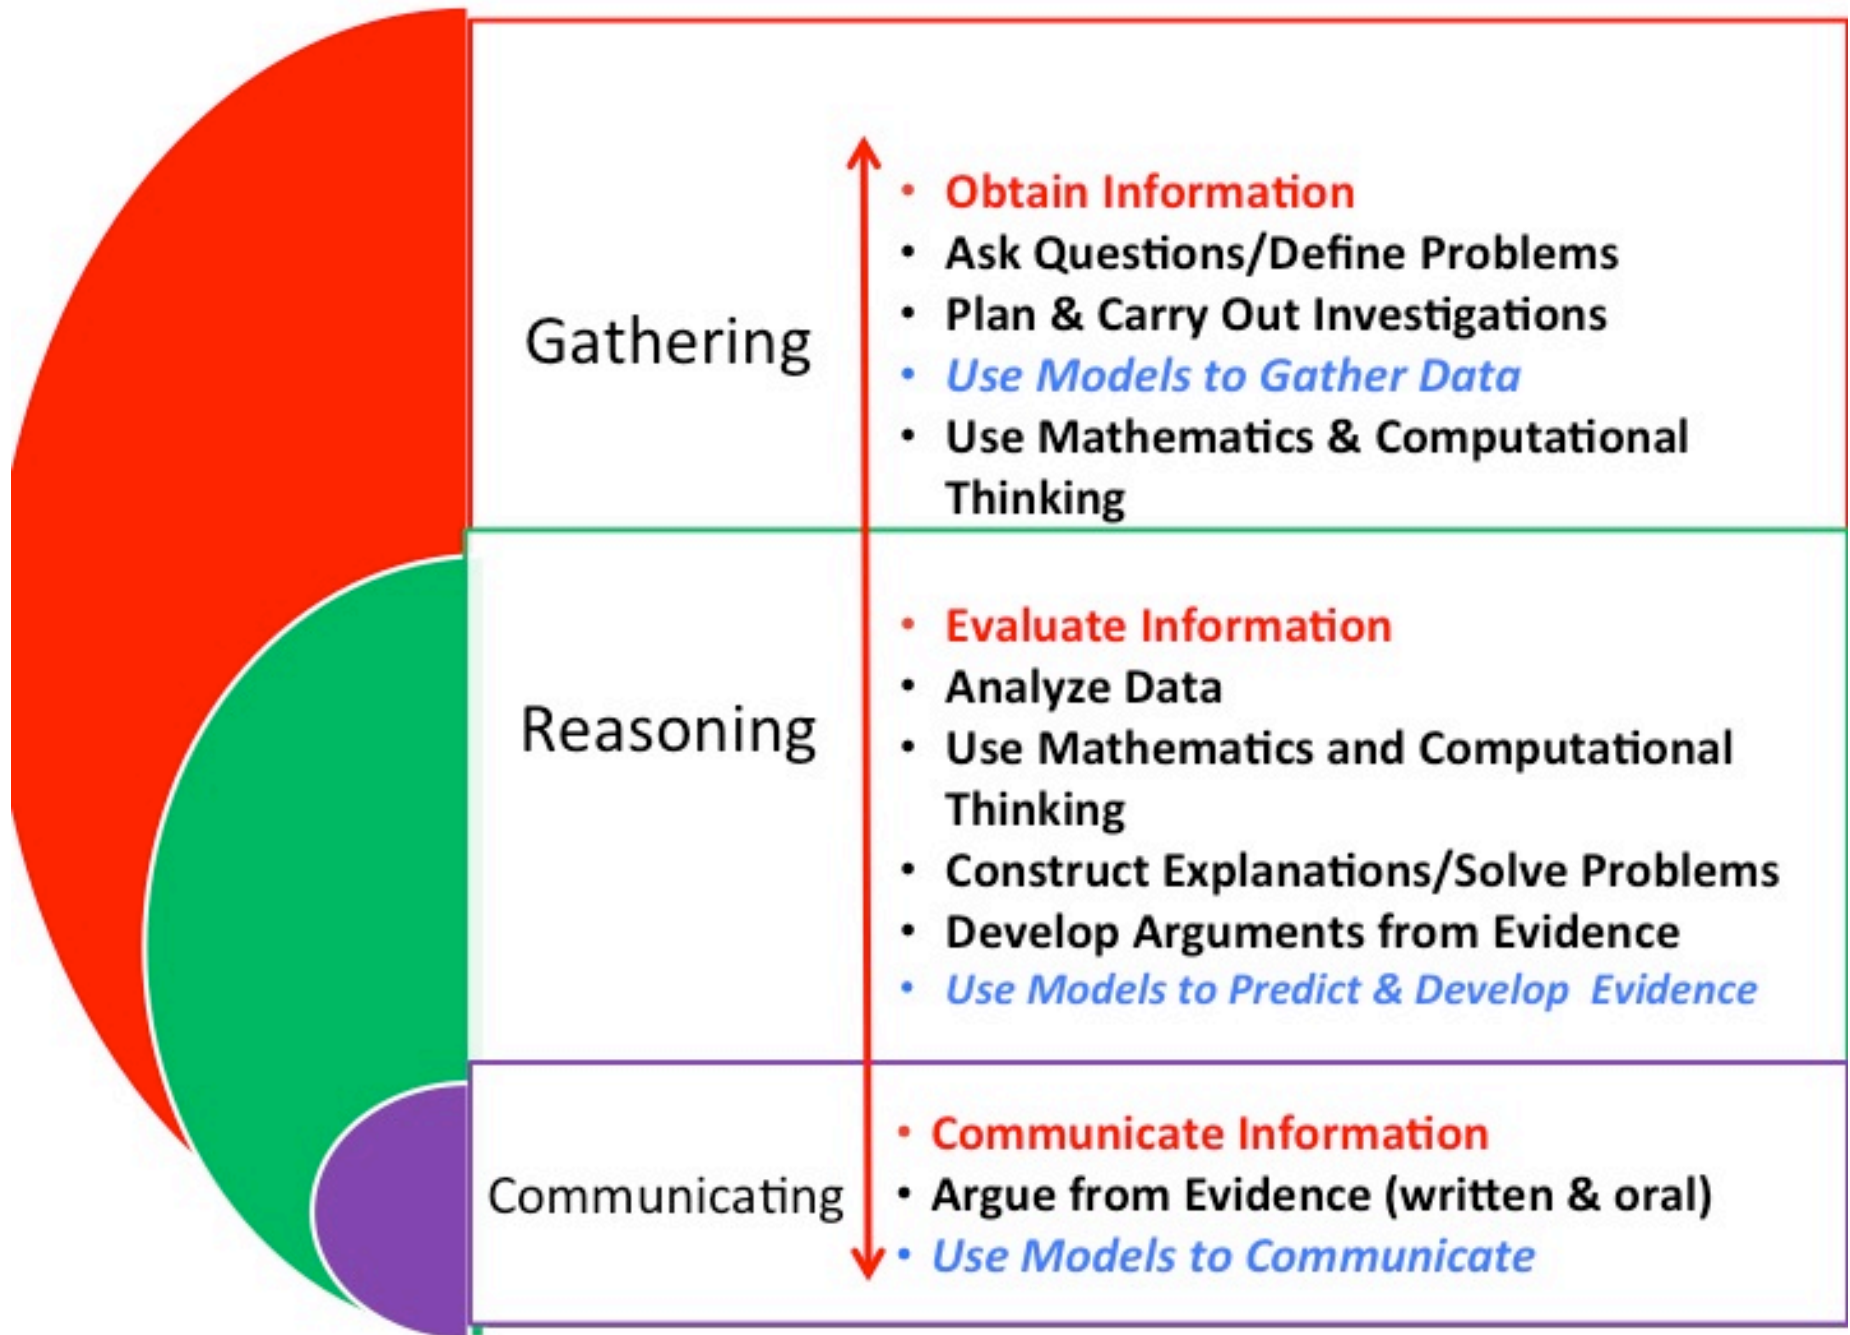 Gathering
• Obtain Information
• Ask Questions/Define Problems
• Plan & Carry Out Investigations
• Use Models to Gather Data
• Use Mathematics & Computational
Thinking
Reasoning
• Evaluate Information
• Analyze Data
• Use Mathematics and Computational
Thinking
• Construct Explanations/Solve Problems
• Develop Arguments from Evidence
• Use Models to Predict & Develop Evidence
Communicating
• Communicate Information
• Argue from Evidence (written & oral)
• Use Models to Communicate